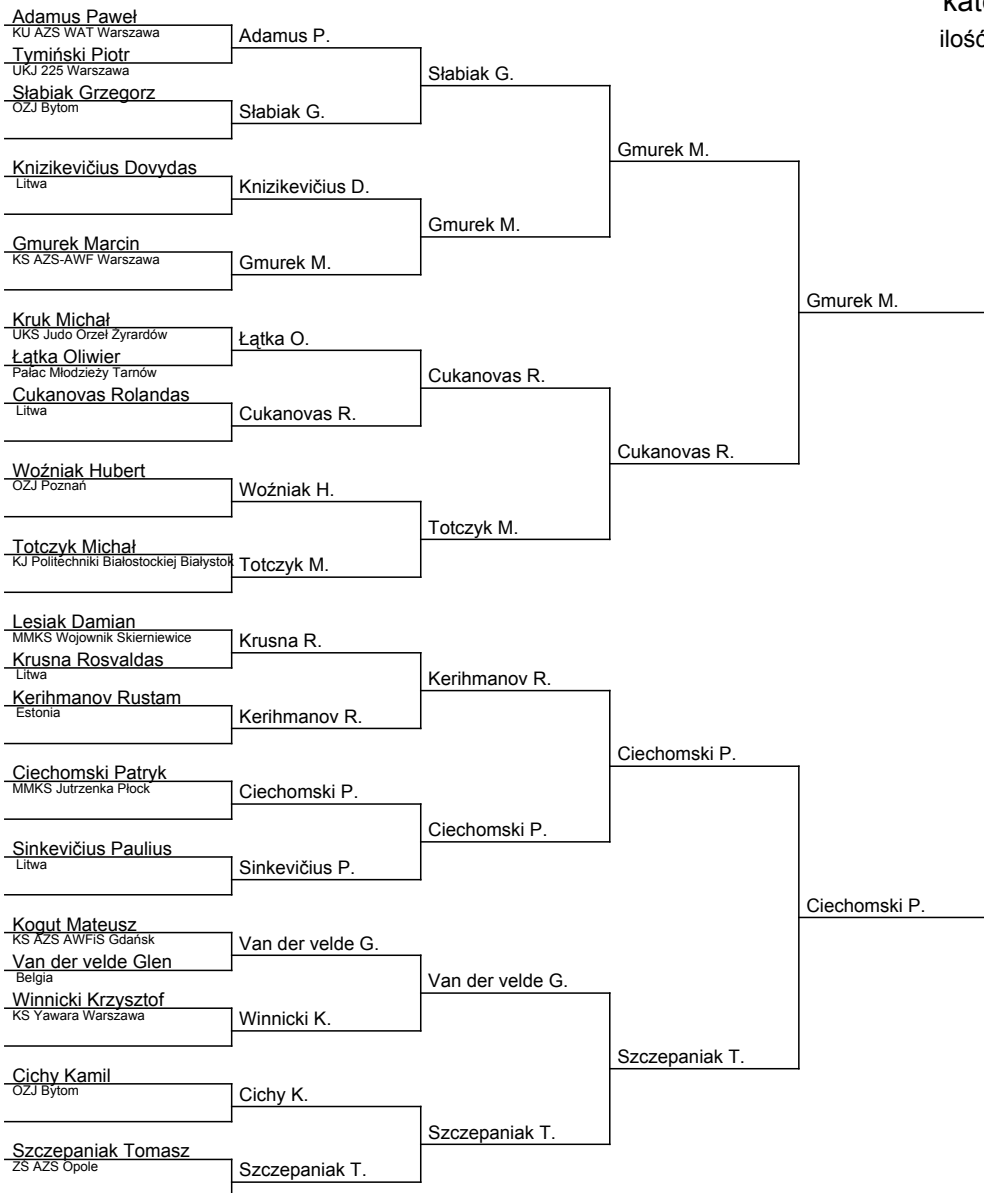 kat
ilość
Adamus Paweł
KU AZS WAT Warszawa
Tymiński Piotr
UKJ 225 Warszawa
Słabiak Grzegorz
OZJ Bytom
Knizikevičius Dovydas
Litwa
Gmurek Marcin
KS AZS-AWF Warszawa
Kruk Michał
UKS Judo Orzeł Żyrardów
Łątka Oliwier
Pałac Młodzieży Tarnów
Cukanovas Rolandas
Litwa
Woźniak Hubert
OZJ Poznań
Totczyk Michał
KJ Politechniki Białostockiej Białystok
Lesiak Damian
MMKS Wojownik Skierniewice
Krusna Rosvaldas
Litwa
Kerihmanov Rustam
Estonia
Ciechomski Patryk
MMKS Jutrzenka Płock
Sinkevičius Paulius
Litwa
Kogut Mateusz
KS AZS AWFiS Gdańsk
Van der velde Glen
Belgia
Winnicki Krzysztof
KS Yawara Warszawa
Cichy Kamil
OZJ Bytom
Szczepaniak Tomasz
ZS AZS Opole
Adamus P.
Słabiak G.
Knizikevičius D.
Gmurek M.
Łątka O.
Cukanovas R.
Woźniak H.
Totczyk M.
Krusna R.
Kerihmanov R.
Ciechomski P.
Sinkevičius P.
Van der velde G.
Winnicki K.
Cichy K.
Szczepaniak T.
Słabiak G.
Gmurek M.
Cukanovas R.
Totczyk M.
Kerihmanov R.
Ciechomski P.
Van der velde G.
Szczepaniak T.
Gmurek M.
Cukanovas R.
Ciechomski P.
Szczepaniak T.
Gmurek M.
Ciechomski P.